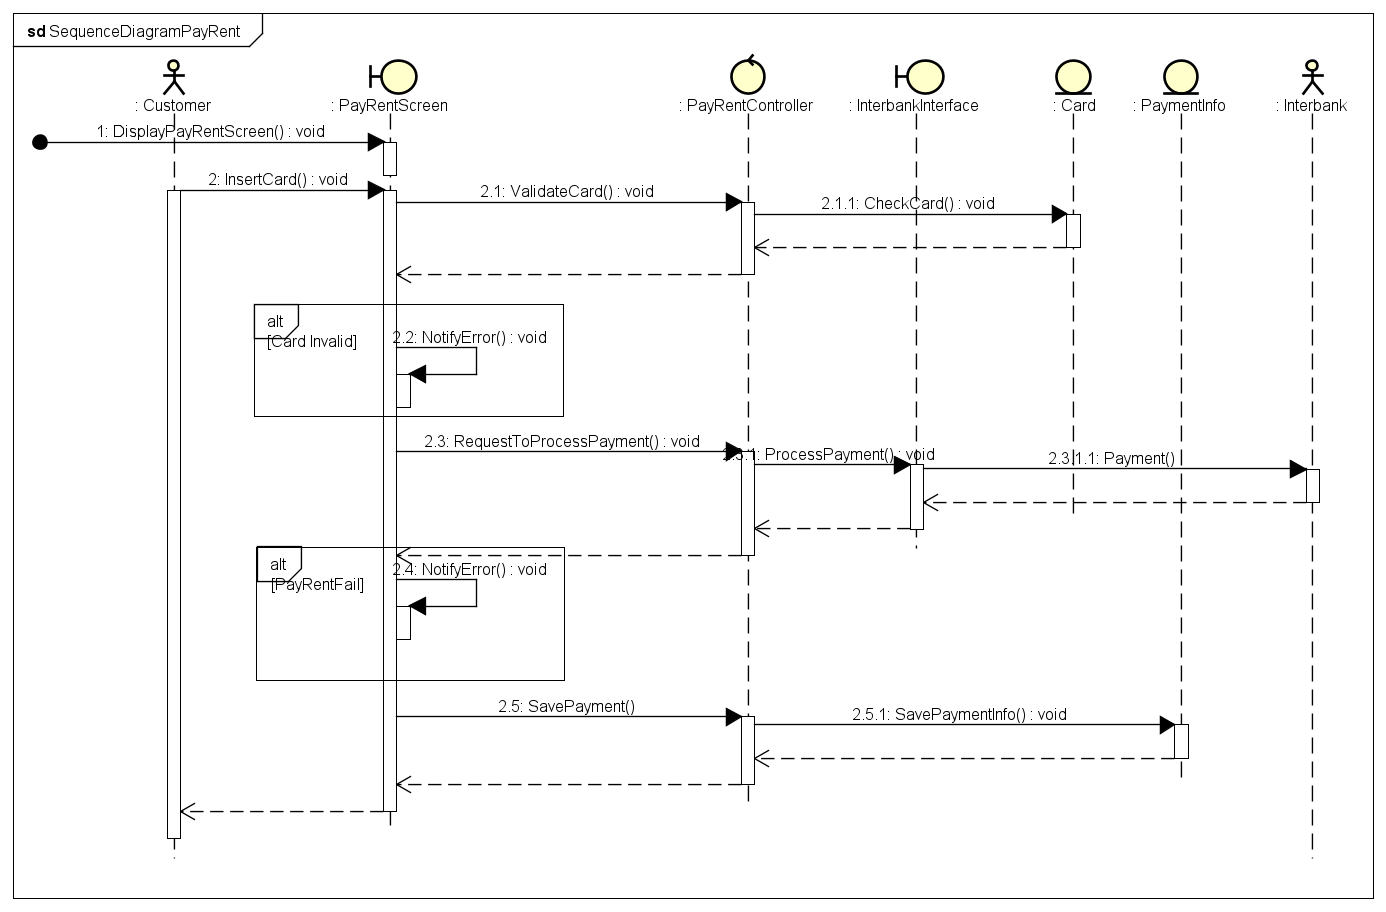 sd SequenceDiagramPayRent
: Customer
: PayRentScreen
: PayRentController
: InterbankInterface
: Card
: PaymentInfo
: Interbank
1: DisplayPayRentScreen() : void
2: InsertCard() : void
2.1: ValidateCard() : void
2.1.1: CheckCard() : void
alt
[Card Invalid]
2.2: NotifyError() : void
2.3: RequestToProcessPayment() : void
2.3.1: ProcessPayment() : void
2.3.1.1: Payment()
alt
[PayRentFail]
2.4: NotifyError() : void
2.5: SavePayment()
2.5.1: SavePaymentInfo() : void